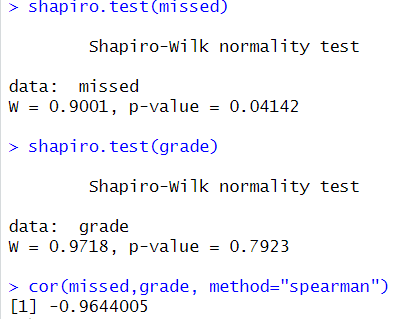 > shapiro.test(missed)
Shapiro-Wilk normality test
data:  missed
W = 0.9001, p-value = 0.04142
> shapiro.test(grade)
Shapiro-Wilk normality test
data:  grade
W = 0.9718, p-value = 0.7923
> cor(missed,grade, method="spearman")
[1] -0.9644005